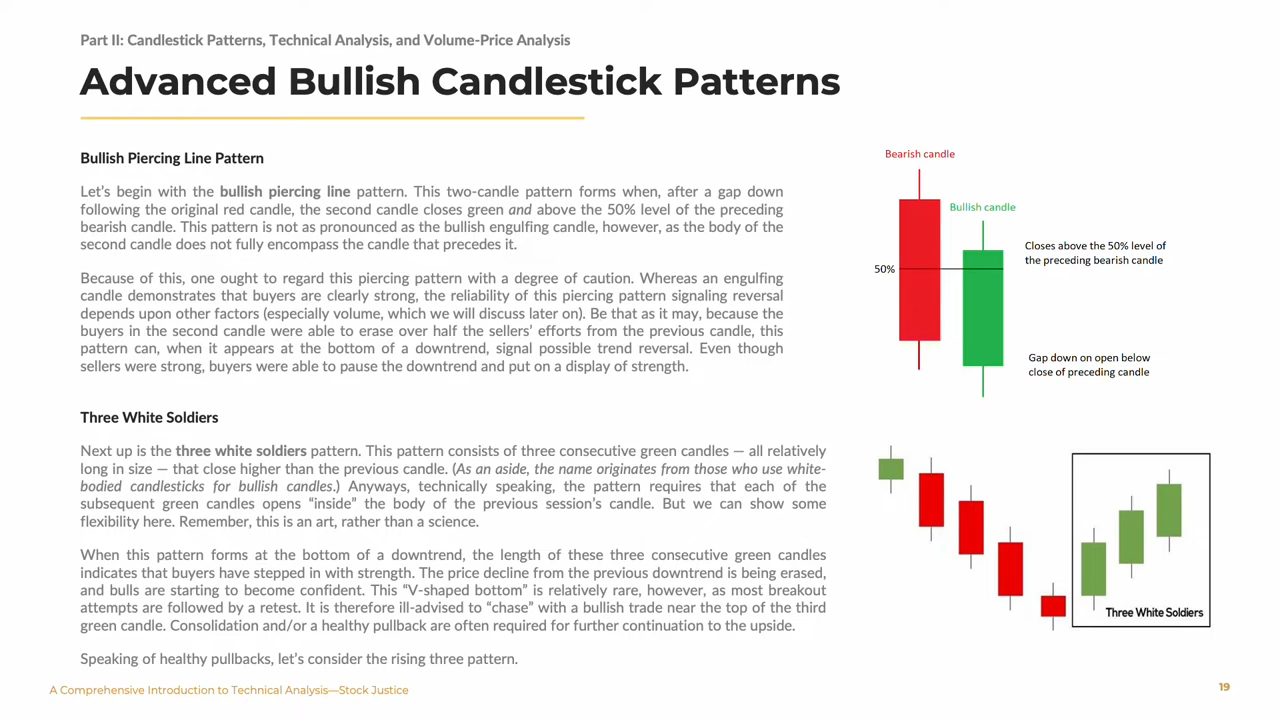 Part II: Candlestick Patterns, Technical Analysis, and Volume-Price Analysis
Advanced Bullish Candlestick Patterns
Bullish Piercing Line Pattern
Let’s begin with the bullish piercing line pattern. This two-candle pattern forms when, after a gap down
following the original red candle, the second candle closes green and above the 50% level of the preceding
bearish candle. This pattern is not as pronounced as the bullish engulfing candle, however, as the body of the
second candle does not fully encompass the candle that precedes it.
Because of this, one ought to regard this piercing pattern with a degree of caution. Whereas an engulfing
candle demonstrates that buyers are clearly strong, the reliability of this piercing pattern signaling reversal
depends upon other factors (especially volume, which we will discuss later on). Be that as it may, because the
buyers in the second candle were able to erase over half the sellers’ efforts from the previous candle, this
pattern can, when it appears at the bottom of a downtrend, signal possible trend reversal. Even though
sellers were strong, buyers were able to pause the downtrend and put on a display of strength.
Bearish candle
Bullish candle
50%
Closes above the 50% level of
the preceding bearish candle
Gap down on open below
close of preceding candle
Three White Soldiers
Next up is the three white soldiers pattern. This pattern consists of three consecutive green candles — all relatively
long in size — that close higher than the previous candle. (As an aside, the name originates from those who use white-
bodied candlesticks for bullish candles.) Anyways, technically speaking, the pattern requires that each of the
subsequent green candles opens “inside” the body of the previous session’s candle. But we can show some
flexibility here. Remember, this is an art, rather than a science.
When this pattern forms at the bottom of a downtrend, the length of these three consecutive green candles
indicates that buyers have stepped in with strength. The price decline from the previous downtrend is being erased,
and bulls are starting to become confident. This “V-shaped bottom” is relatively rare, however, as most breakout
attempts are followed by a retest. It is therefore ill-advised to “chase” with a bullish trade near the top of the third
green candle. Consolidation and/or a healthy pullback are often required for further continuation to the upside.
Speaking of healthy pullbacks, let’s consider the rising three pattern.
Three White Soldiers
A Comprehensive Introduction to Technical Analysis—Stock Justice
19